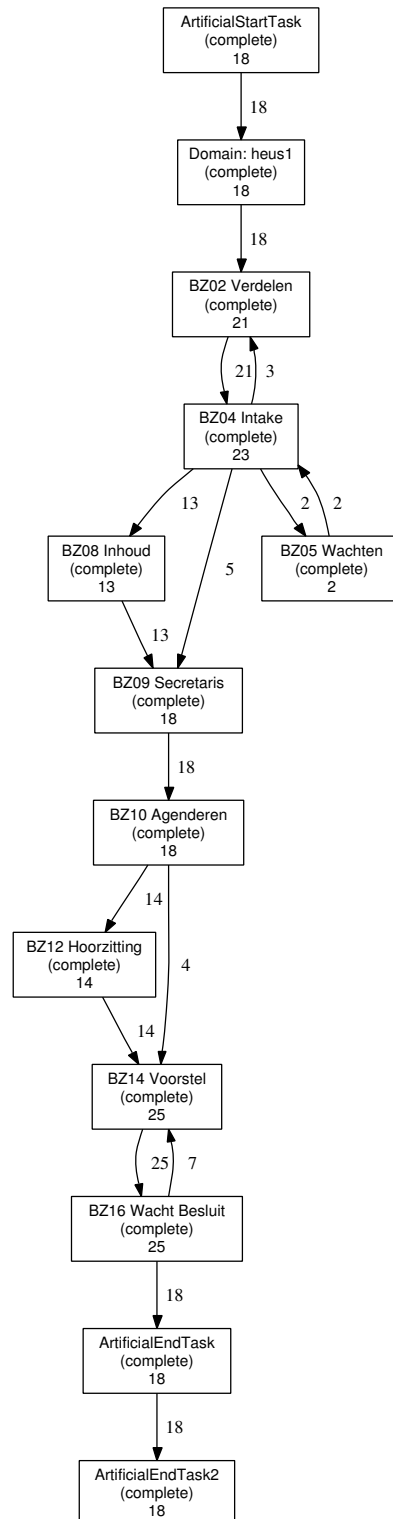 ArtificialStartTask
(complete)
18
18
Domain: heus1
(complete)
18
18
BZ02 Verdelen
(complete)
21
21
3
BZ04 Intake
(complete)
23
13
5
2
2
BZ08 Inhoud
(complete)
13
BZ05 Wachten
(complete)
2
13
BZ09 Secretaris
(complete)
18
18
BZ10 Agenderen
(complete)
18
14
4
BZ12 Hoorzitting
(complete)
14
14
BZ14 Voorstel
(complete)
25
25
7
BZ16 Wacht Besluit
(complete)
25
18
ArtificialEndTask
(complete)
18
18
ArtificialEndTask2
(complete)
18